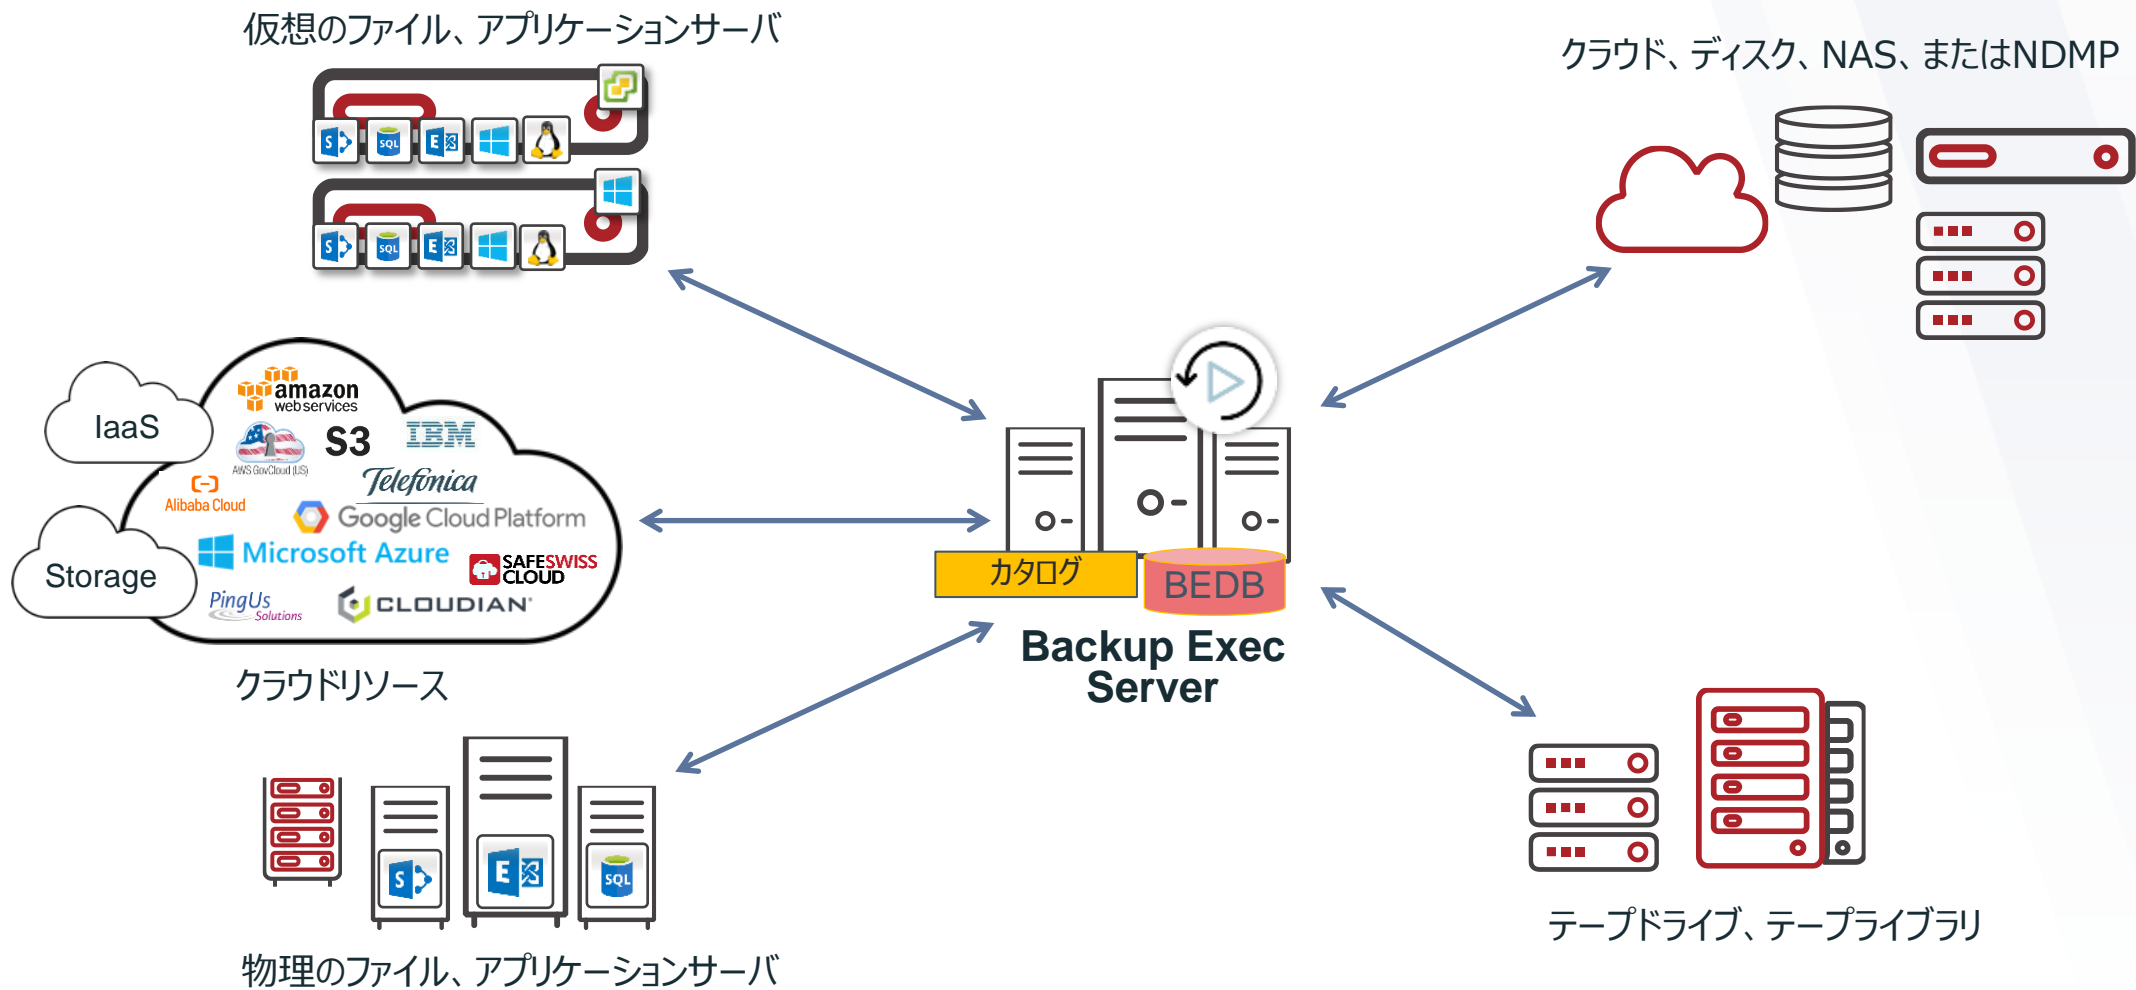 仮想のファイル、アプリケーションサーバ
クラウド、ディスク、NAS、またはNDMP
S
SQL
E
S
SQL
E
IaaS
amazon
webservices
S3
IBM
AWS GovCloud (US)
Telefónica
Alibaba Cloud
Google Cloud Platform
Microsoft Azure
SAFESWISS
CLOUD
Storage
PingUs
Solutions
CLOUDIAN
クラウドリソース
カタログ
BEDB
Backup Exec
Server
S
E
SQL
物理のファイル、アプリケーションサーバ
テープドライブ、テープライブラリ